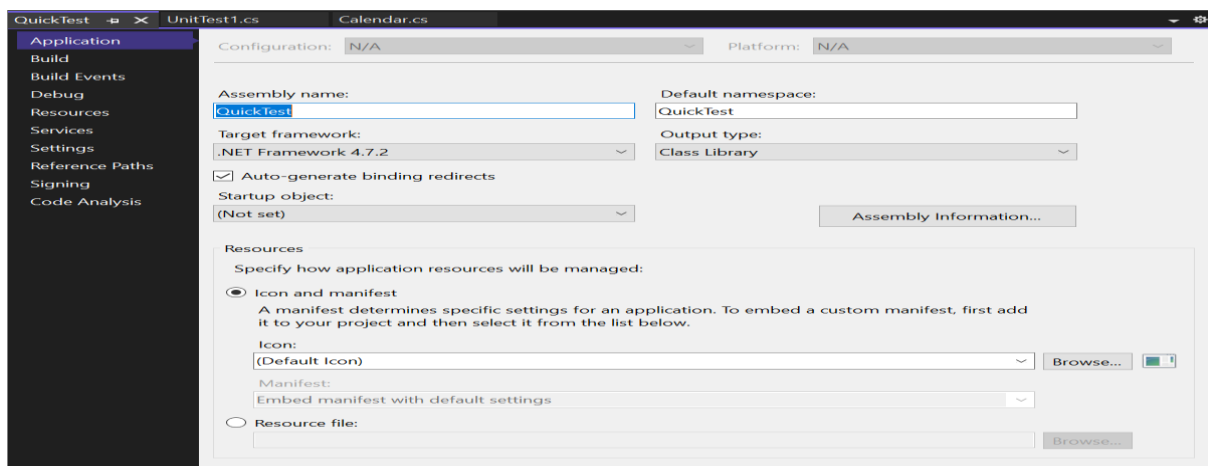 QuickTest UnitTest1.cs Calendar.cs
Application
Build
Build Events
Debug
Resources
Services
Settings
Reference Paths
Signing
Code Analysis
Configuration: N/A Platform: N/A
Assembly name: Default namespace:
QuickTest QuickTest
Target framework: Output type:
.NET Framework 4.7.2 Class Library
Auto-generate binding redirects
Startup object:
(Not set) Assembly Information...
Resources
Specify how application resources will be managed:
Icon and manifest
A manifest determines specific settings for an application. To embed a custom manifest, first add
it to your project and then select it from the list below.
Icon:
(Default Icon) Browse...
Manifest:
Embed manifest with default settings
Resource file:
Browse...